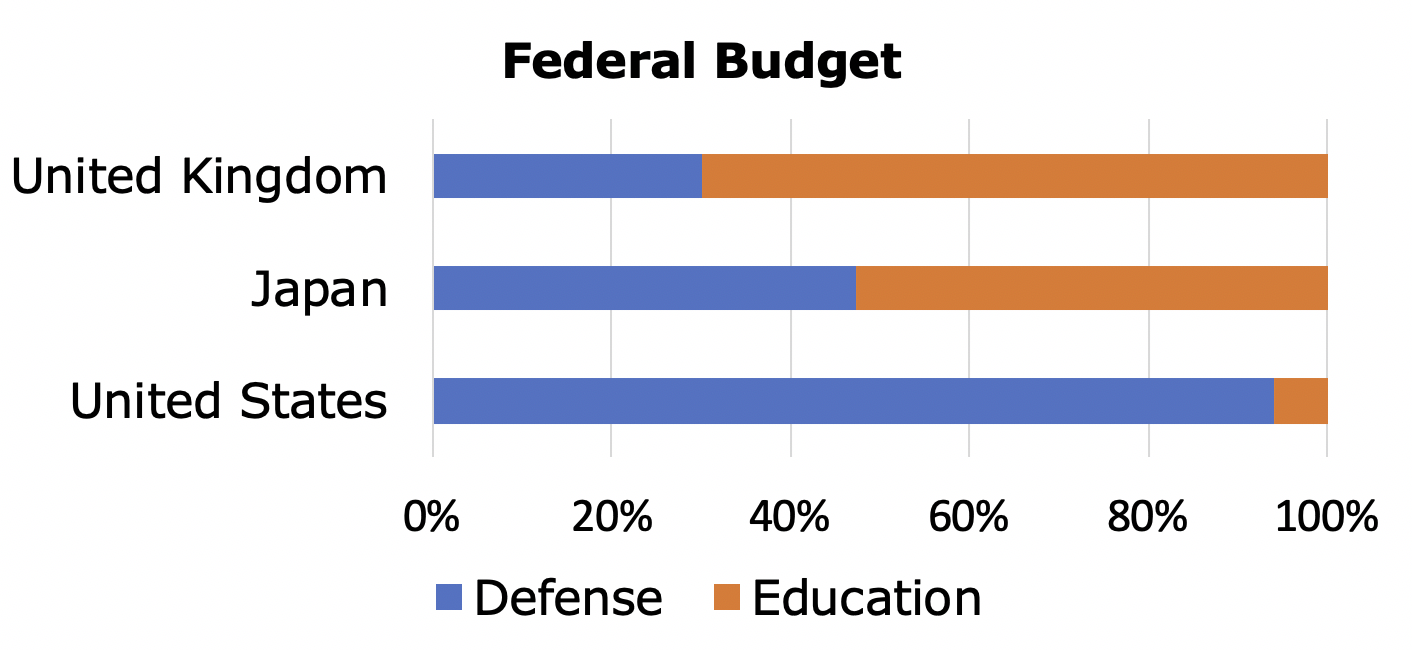 Federal Budget
United Kingdom
Japan
United States
0% 20% 40% 60% 80% 100%
Defense Education